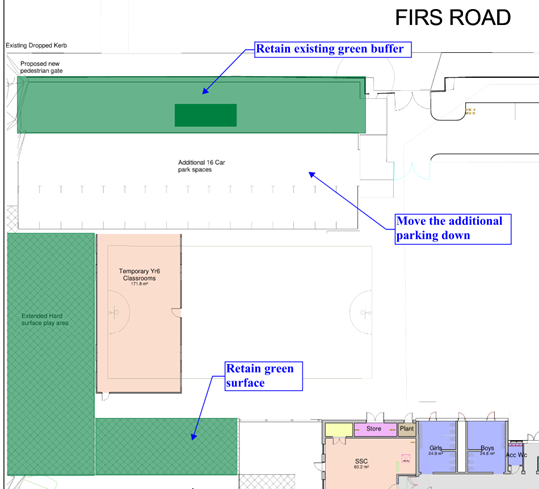 FIRS ROAD
Existing Dropped Kerb
Retain existing green buffer
Proposed new
pedestrian gate
Additional 16 Car
park spaces
Move the additional
parking down
Temporary Yr6
Classrooms
171.8 m²
Extended Hard
surface play area
Retain green
surface
Store
Plant
Girls
24.9 m²
Boys
24.6 m²
Acc Wc
SSC
60.2 m²